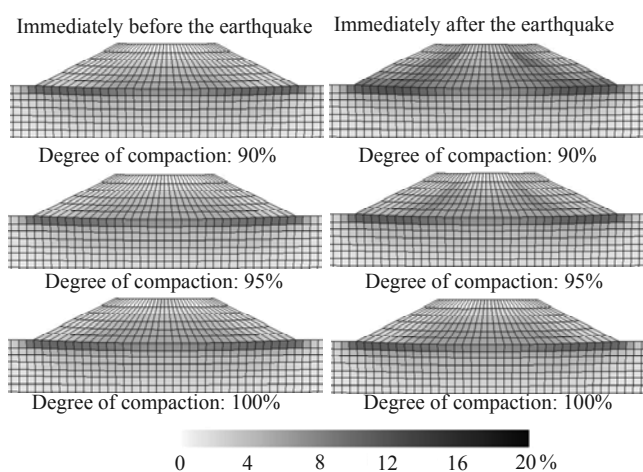 Immediately before the earthquake
Immediately after the earthquake
Degree of compaction: 90%
Degree of compaction: 90%
Degree of compaction: 95%
Degree of compaction: 95%
Degree of compaction: 100%
Degree of compaction: 100%
0 4 8 12 16 20 %